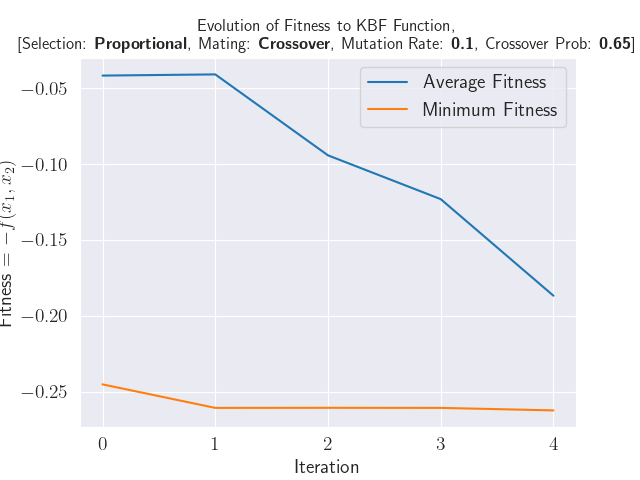 Evolution of Fitness to KBF Function,
[Selection: Proportional, Mating: Crossover, Mutation Rate: 0.1, Crossover Prob: 0.65]
Average Fitness
Minimum Fitness
−0.05
−0.10
−0.15
−0.20
−0.25
Fitness = −f(x₁, x₂)
0 1 2 3 4
Iteration